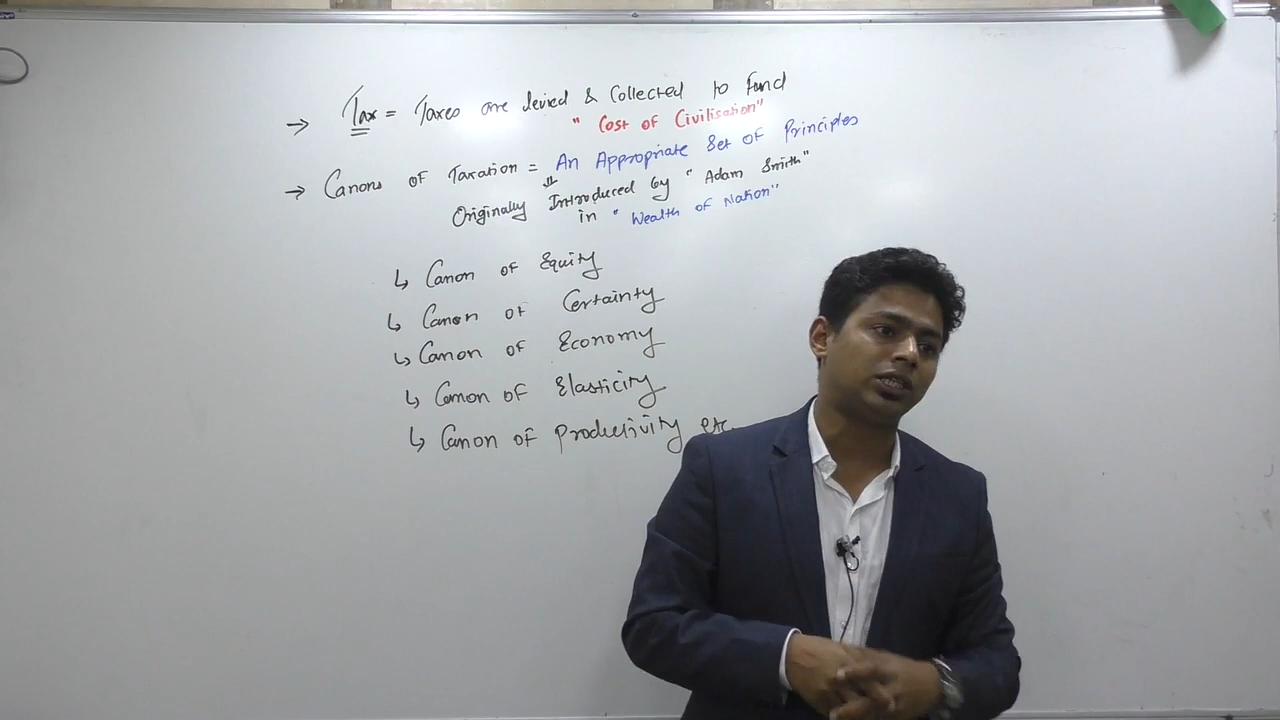 → Tax = Taxes are levied & Collected to Fund
" Cost of Civilisation"
→ Canons of Taxation = An Appropriate Set of Principles
Originally Introduced by "Adam Smith"
in "Wealth of Nation"
↳ Canon of Equity
↳ Canon of Certainty
↳ Canon of Economy
↳ Canon of Elasticity
↳ Canon of Productivity etc.